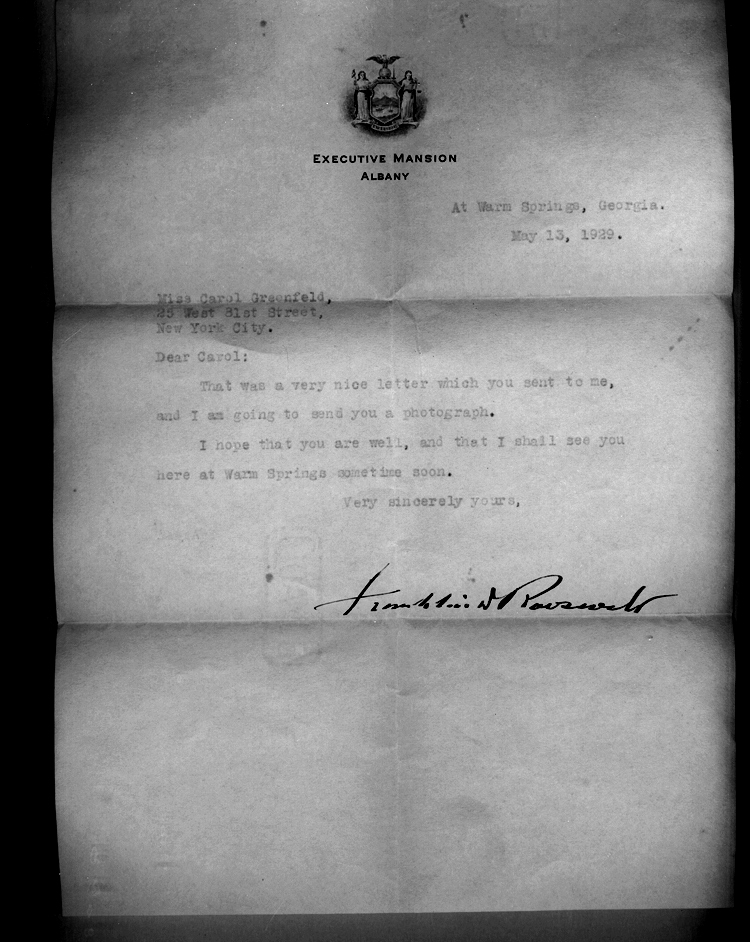 EXECUTIVE MANSION
ALBANY
At Warm Springs, Georgia.
May 13, 1929.
Miss Carol Greenfeld,
25 West 81st Street,
New York City.
Dear Carol:
That was a very nice letter which you sent to me,
and I am going to send you a photograph.
I hope that you are well, and that I shall see you
here at Warm Springs sometime soon.
Very sincerely yours,
Franklin D Roosevelt